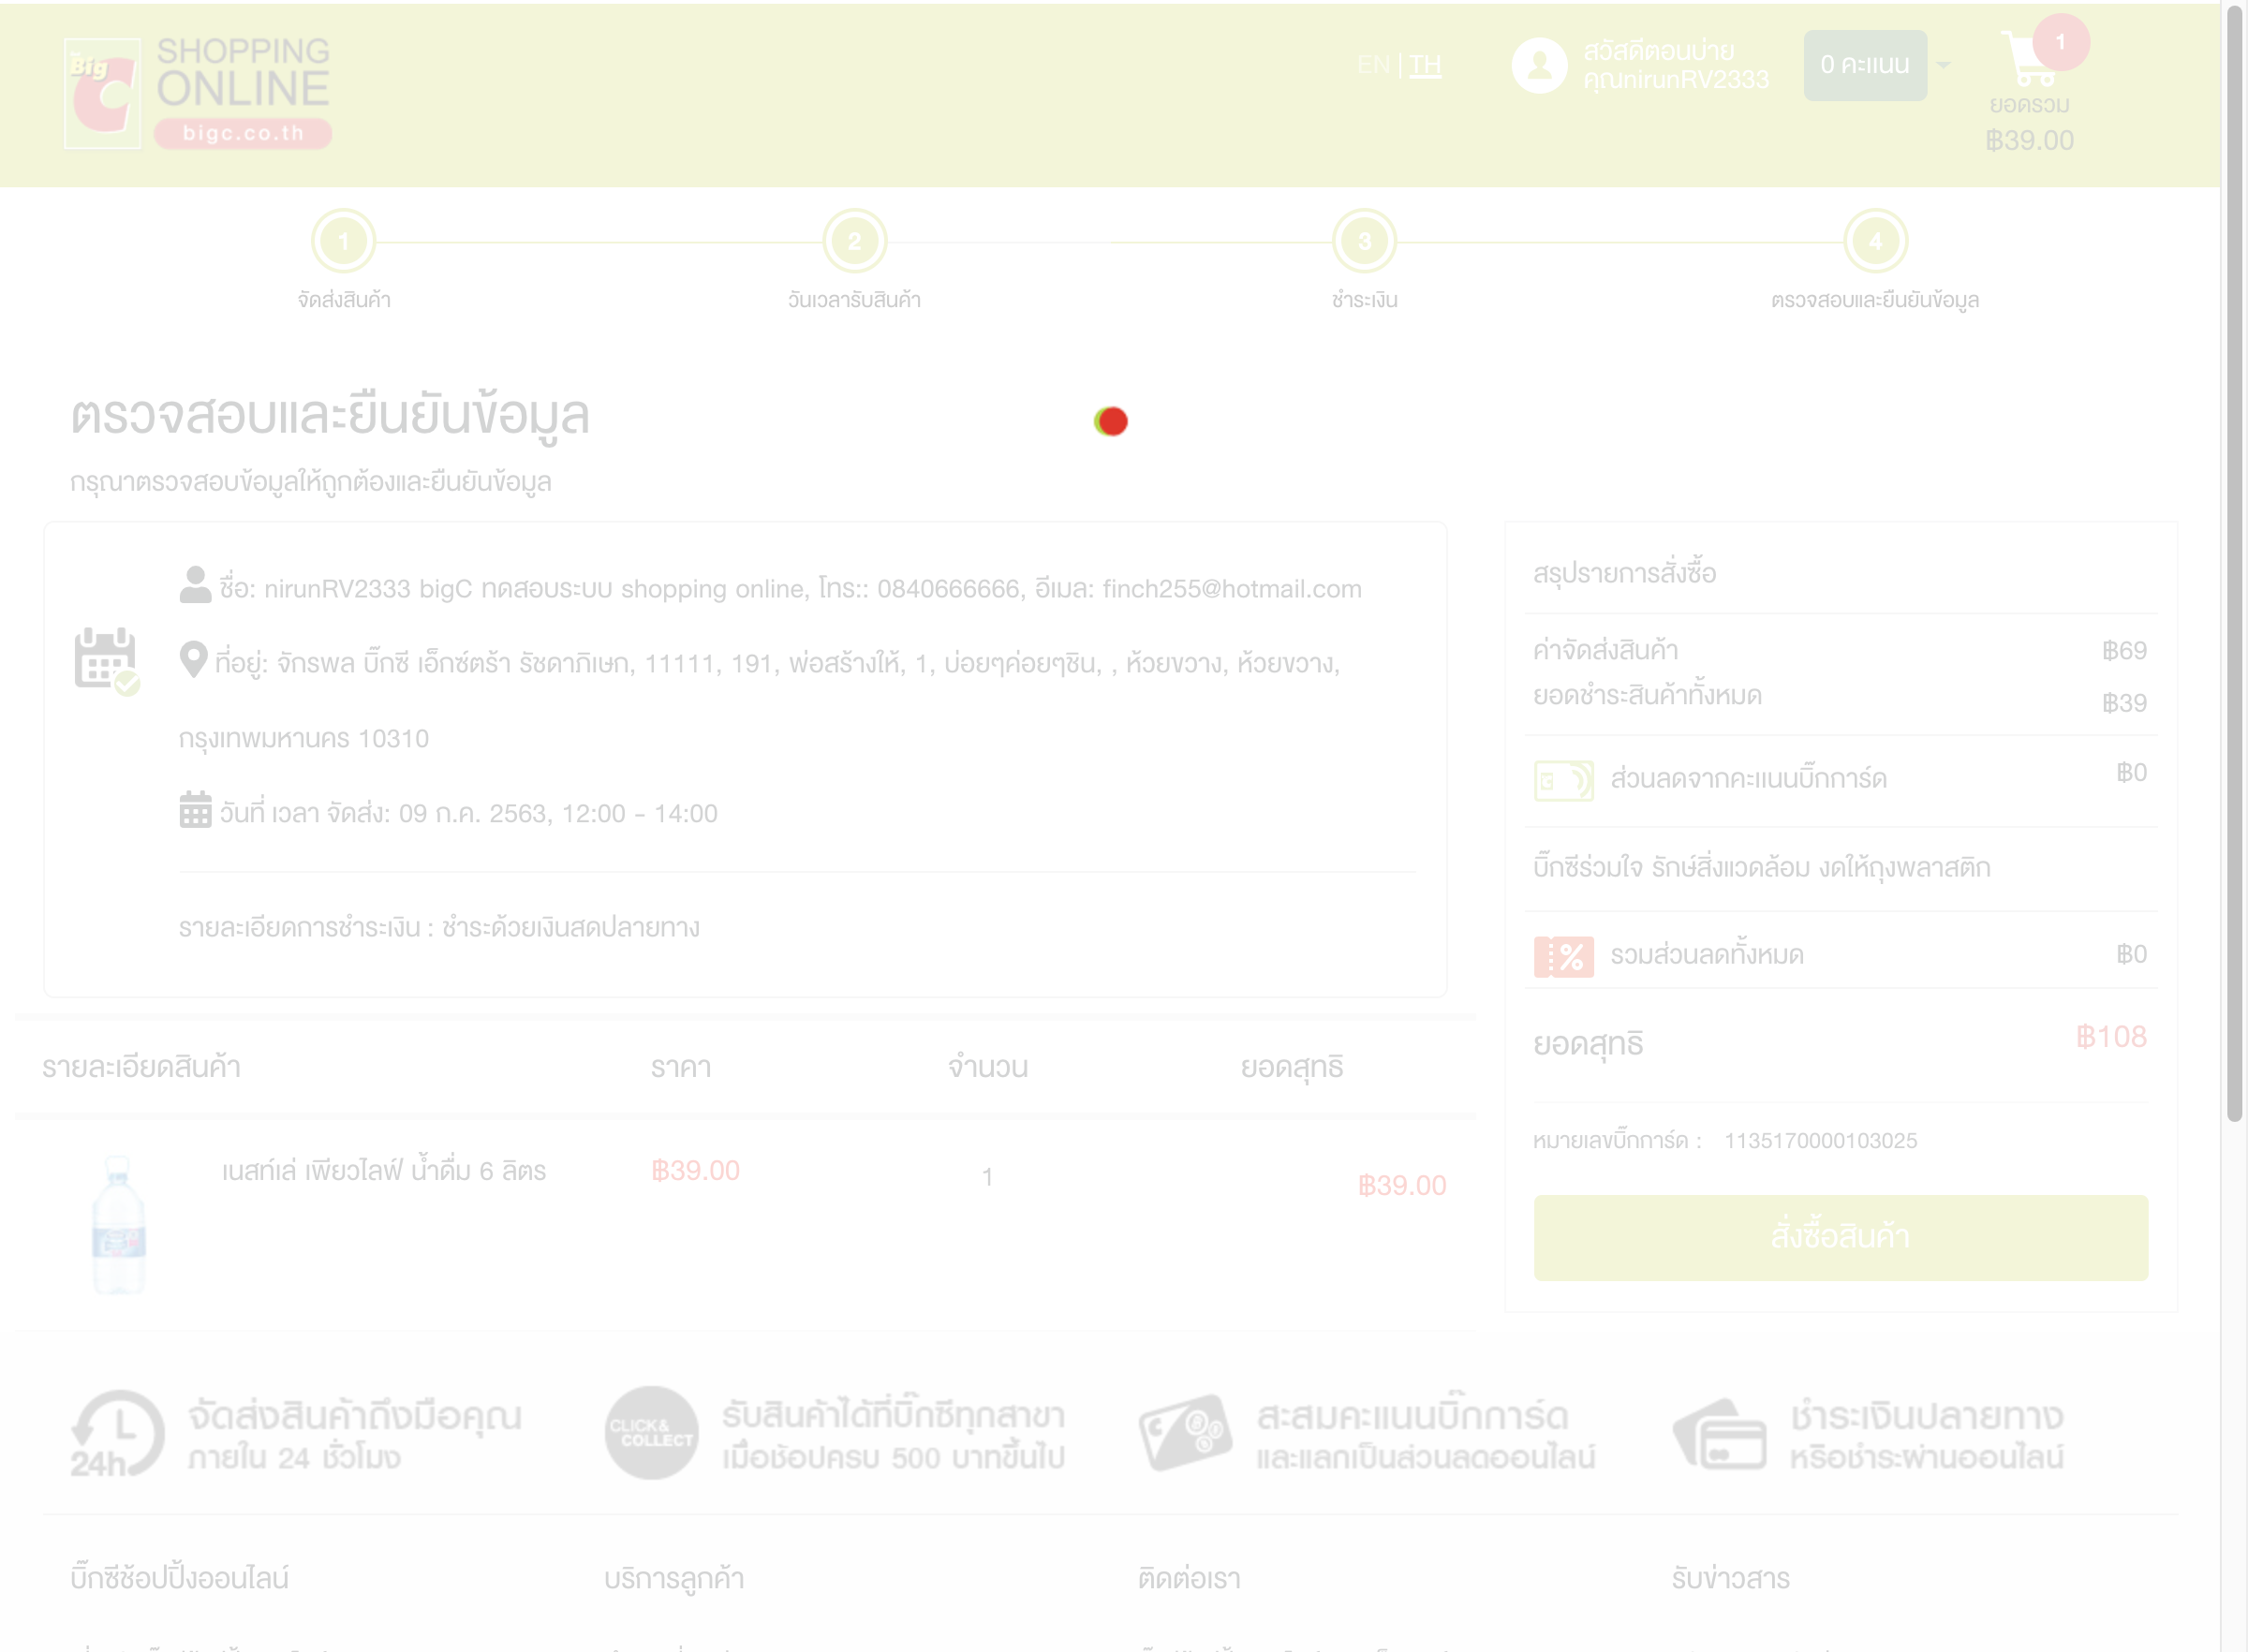 Big C
SHOPPING
ONLINE
bigc.co.th
EN | TH
สวัสดีตอนบ่าย
คุณnirunRV2333
0 คะแนน
1
ยอดรวม
฿39.00
1
2
3
4
จัดส่งสินค้า
วันเวลารับสินค้า
ชำระเงิน
ตรวจสอบและยืนยันข้อมูล
ตรวจสอบและยืนยันข้อมูล
กรุณาตรวจสอบข้อมูลให้ถูกต้องและยืนยันข้อมูล
ชื่อ: nirunRV2333 bigC ทดสอบระบบ shopping online, โทร:: 0840666666, อีเมล: finch255@hotmail.com
ที่อยู่: จักรพล บิ๊กซี เอ็กซ์ตร้า รัชดาภิเษก, 11111, 191, พ่อสร้างให้, 1, บ่อยๆค่อยๆชิน, , ห้วยขวาง, ห้วยขวาง,
กรุงเทพมหานคร 10310
วันที่ เวลา จัดส่ง: 09 ก.ค. 2563, 12:00 - 14:00
รายละเอียดการชำระเงิน : ชำระด้วยเงินสดปลายทาง
สรุปรายการสั่งซื้อ
ค่าจัดส่งสินค้า ฿69
ยอดชำระสินค้าทั้งหมด ฿39
ส่วนลดจากคะแนนบิ๊กการ์ด ฿0
บิ๊กซีร่วมใจ รักษ์สิ่งแวดล้อม งดให้ถุงพลาสติก
รวมส่วนลดทั้งหมด ฿0
ยอดสุทธิ ฿108
หมายเลขบิ๊กการ์ด : 1135170000103025
สั่งซื้อสินค้า
รายละเอียดสินค้า ราคา จำนวน ยอดสุทธิ
เนสท์เล่ เพียวไลฟ์ น้ำดื่ม 6 ลิตร ฿39.00 1 ฿39.00
24h
จัดส่งสินค้าถึงมือคุณ
ภายใน 24 ชั่วโมง
CLICK&
COLLECT
รับสินค้าได้ที่บิ๊กซีทุกสาขา
เมื่อช้อปครบ 500 บาทขึ้นไป
สะสมคะแนนบิ๊กการ์ด
และแลกเป็นส่วนลดออนไลน์
ชำระเงินปลายทาง
หรือชำระผ่านออนไลน์
บิ๊กซีช้อปปิ้งออนไลน์
บริการลูกค้า
ติดต่อเรา
รับข่าวสาร